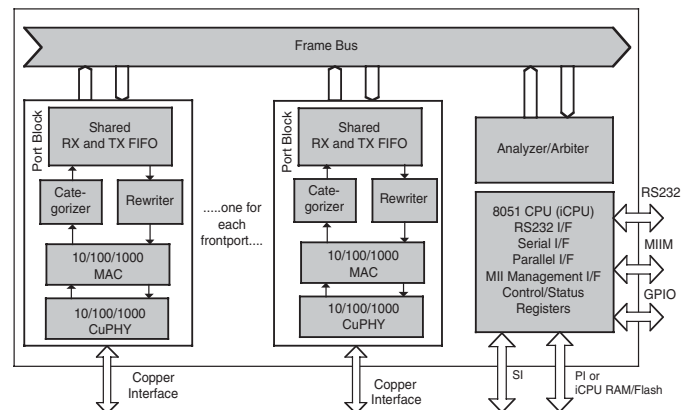 Frame Bus
Port Block
Shared
RX and TX FIFO
Cate-
gorizer
Rewriter
10/100/1000
MAC
10/100/1000
CuPHY
Copper
Interface
.....one for
each
frontport....
Port Block
Shared
RX and TX FIFO
Cate-
gorizer
Rewriter
10/100/1000
MAC
10/100/1000
CuPHY
Copper
Interface
Analyzer/Arbiter
8051 CPU (iCPU)
RS232 I/F
Serial I/F
Parallel I/F
MII Management I/F
Control/Status
Registers
RS232
MIIM
GPIO
SI
PI or
iCPU RAM/Flash